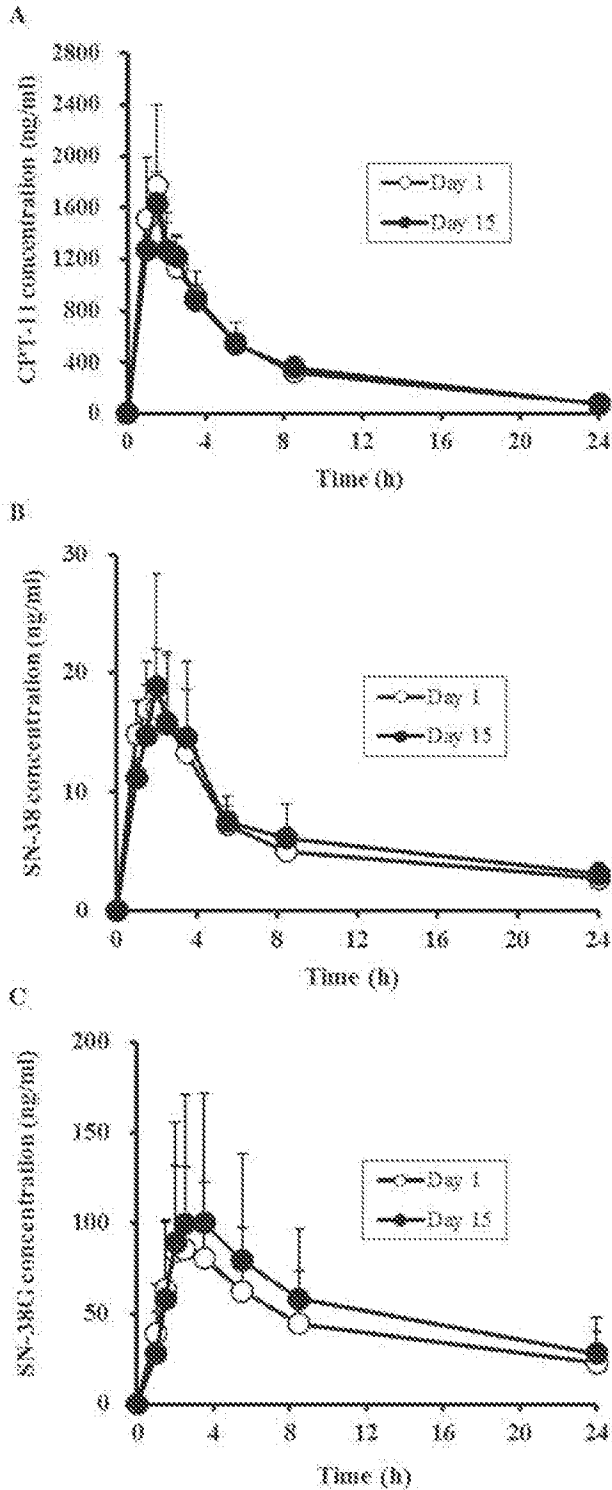 A
CPT-11 concentration (ng/ml)
2800
2400
2000
1600
1200
800
400
0
0 4 8 12 16 20 24
Time (h)
Day 1
Day 15
B
SN-38 concentration (ng/ml)
30
20
10
0
0 4 8 12 16 20 24
Time (h)
Day 1
Day 15
C
SN-38G concentration (ng/ml)
200
150
100
50
0
0 4 8 12 16 20 24
Time (h)
Day 1
Day 15